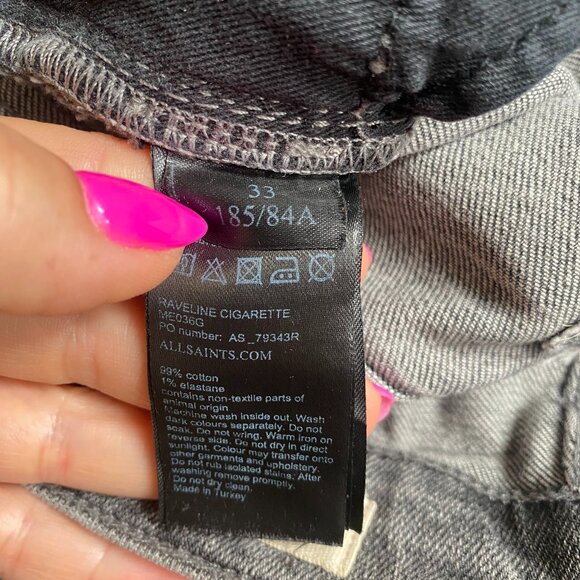 33
185/84A
RAVELINE CIGARETTE
ME036G
PO number: AS_79343R
ALLSAINTS.COM
99% cotton
1% elastane
contains non-textile parts of
animal origin
Machine wash inside out. Wash
dark colours separately. Do not
soak. Do not wring. Warm iron on
reverse side. Do not dry in direct
sunlight. Colour may transfer onto
other garments and upholstery.
Do not rub isolated stains. After
washing remove promptly.
Do not dry clean.
Made in Turkey